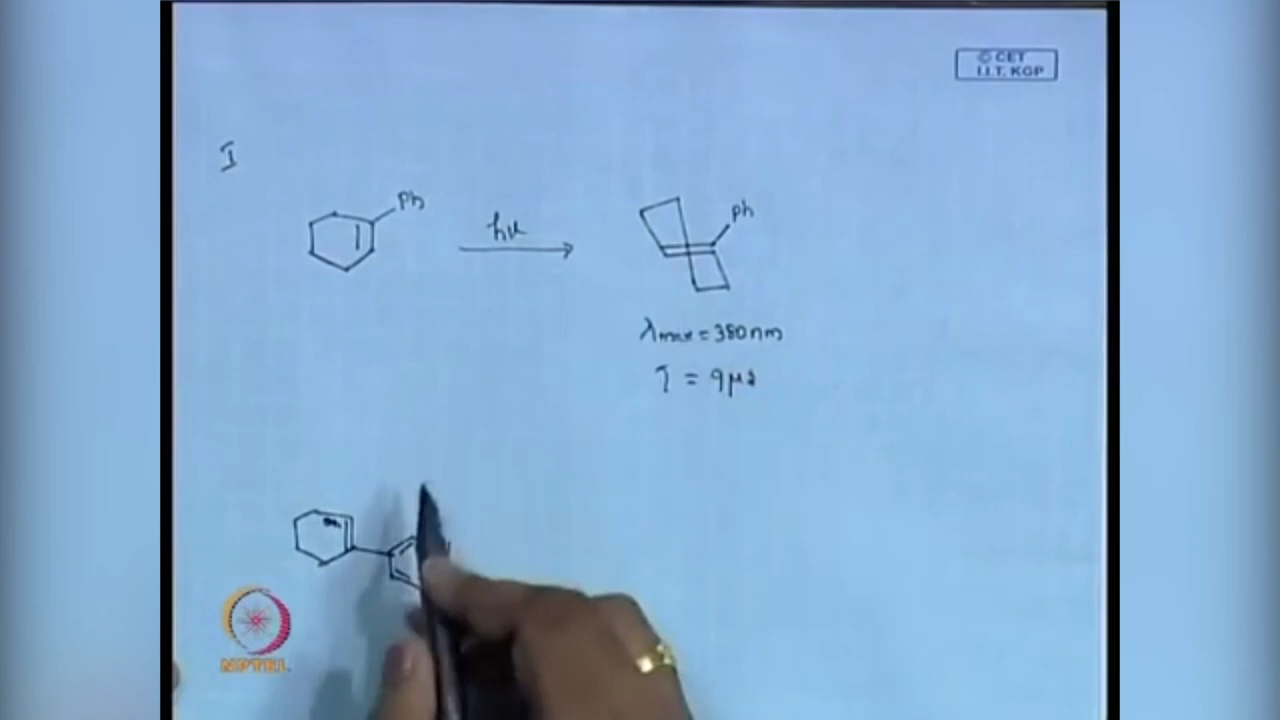 © CET
I.I.T. KGP
I
Ph
hν
Ph
λmax = 380 nm
τ = 9 μs
NPTEL